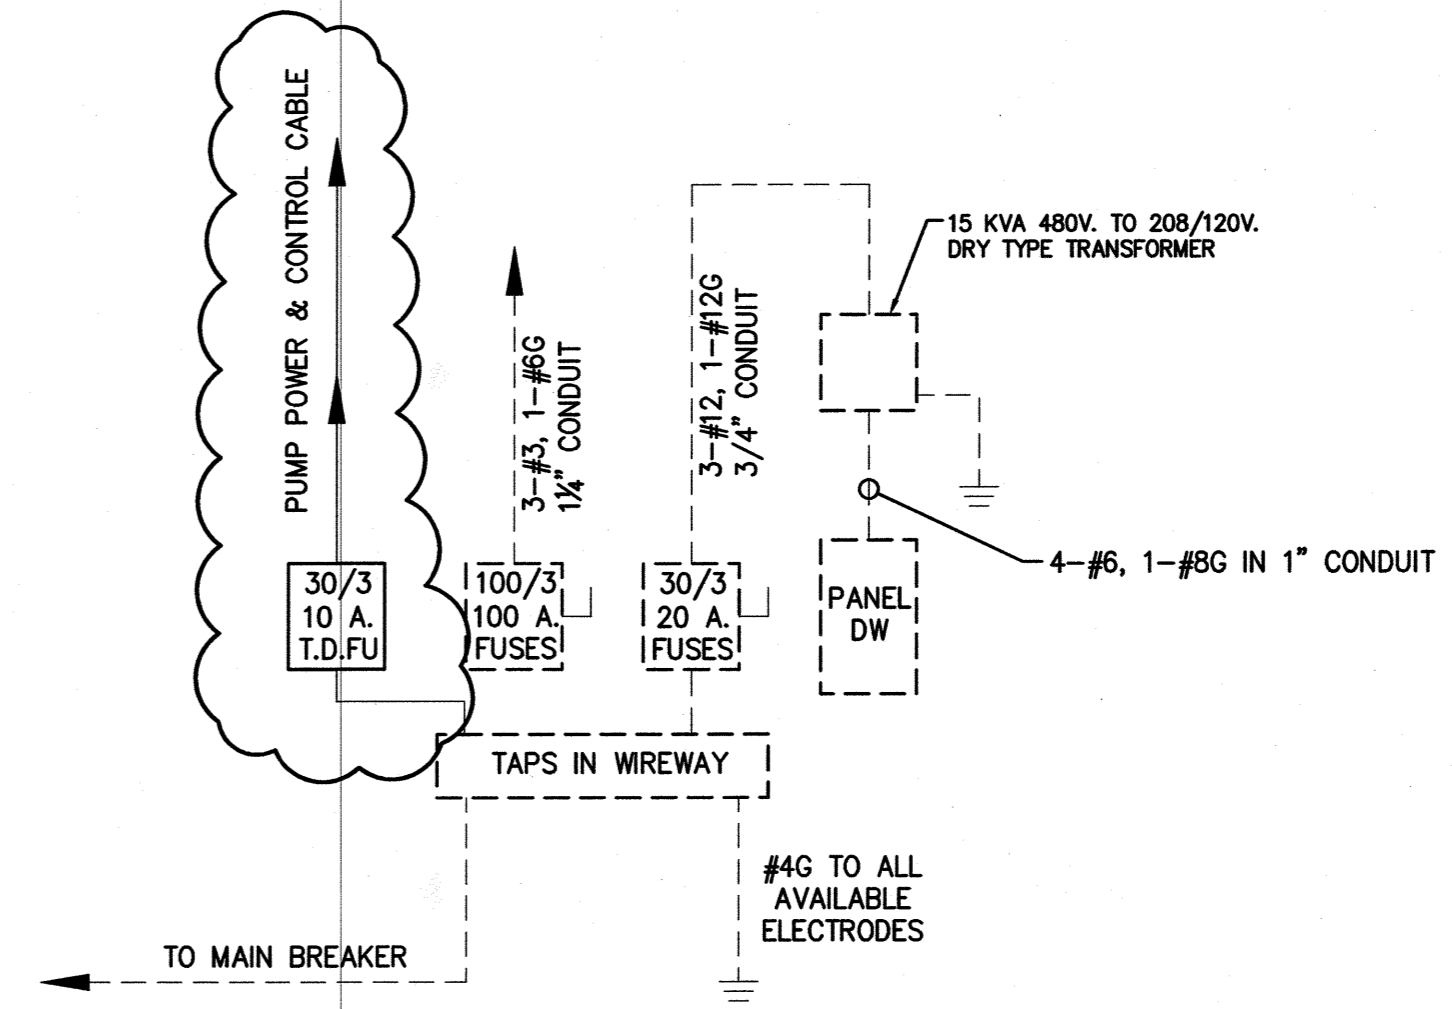 PUMP POWER & CONTROL CABLE
15 KVA 480V. TO 208/120V.
DRY TYPE TRANSFORMER
3-#3, 1-#6G
1¼" CONDUIT
3-#12, 1-#12G
3/4" CONDUIT
4-#6, 1-#8G IN 1" CONDUIT
30/3
10 A.
T.D.FU
100/3
100 A.
FUSES
30/3
20 A.
FUSES
PANEL
DW
TAPS IN WIREWAY
#4G TO ALL
AVAILABLE
ELECTRODES
TO MAIN BREAKER